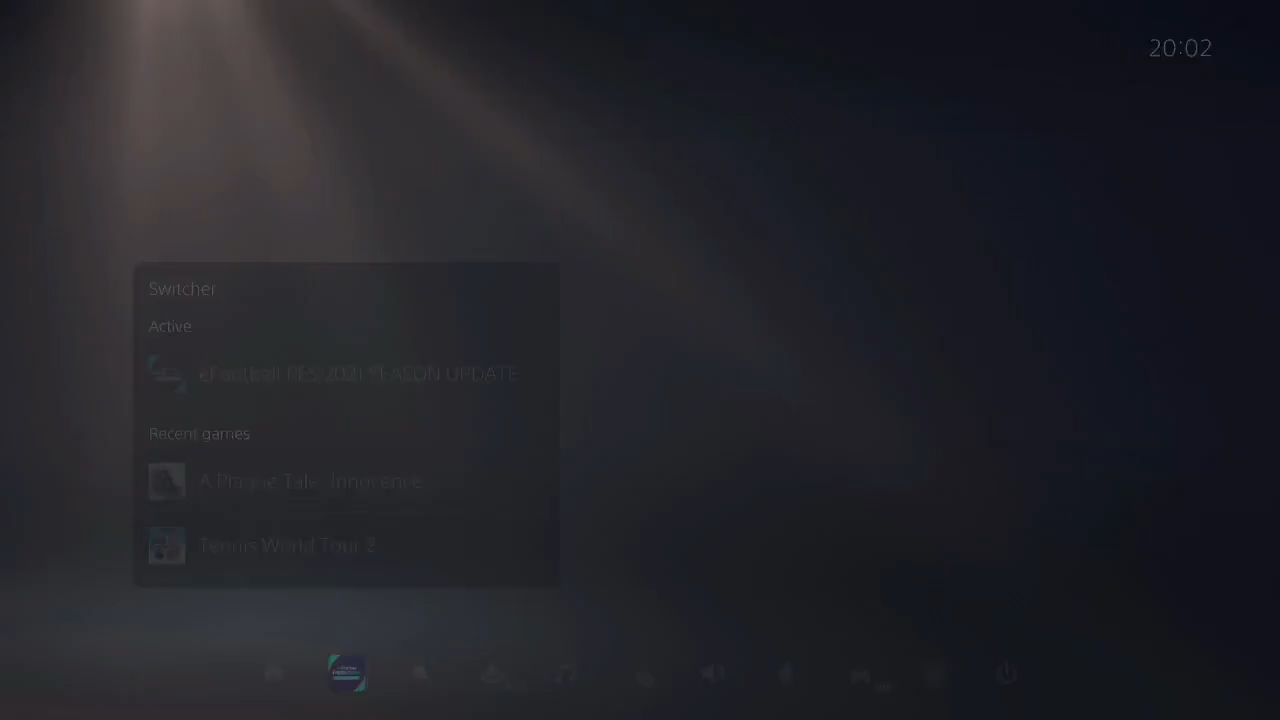 20:02
Switcher
Active
eFootball PES 2021 SEASON UPDATE
Recent games
A Plague Tale: Innocence
Tennis World Tour 2